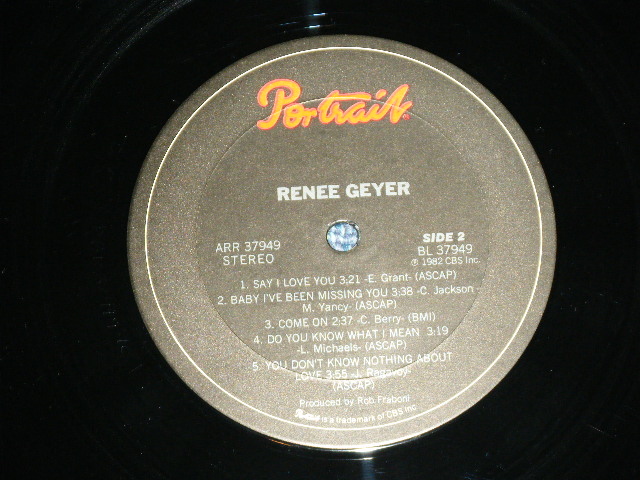 Portrait
RENEE GEYER
ARR 37949
STEREO
SIDE 2
BL 37949
℗ 1982 CBS Inc.
1. SAY I LOVE YOU 3:21 -E. Grant- (ASCAP)
2. BABY I'VE BEEN MISSING YOU 3:38 -C. Jackson -
M. Yancy- (ASCAP)
3. COME ON 2:37 -C. Berry- (BMI)
4. DO YOU KNOW WHAT I MEAN 3:19
-L. Michaels- (ASCAP)
5. YOU DON'T KNOW NOTHING ABOUT
LOVE 3:55 -J. Ragavoy-
(ASCAP)
Produced by Rob Fraboni
Portrait is a trademark of CBS Inc.